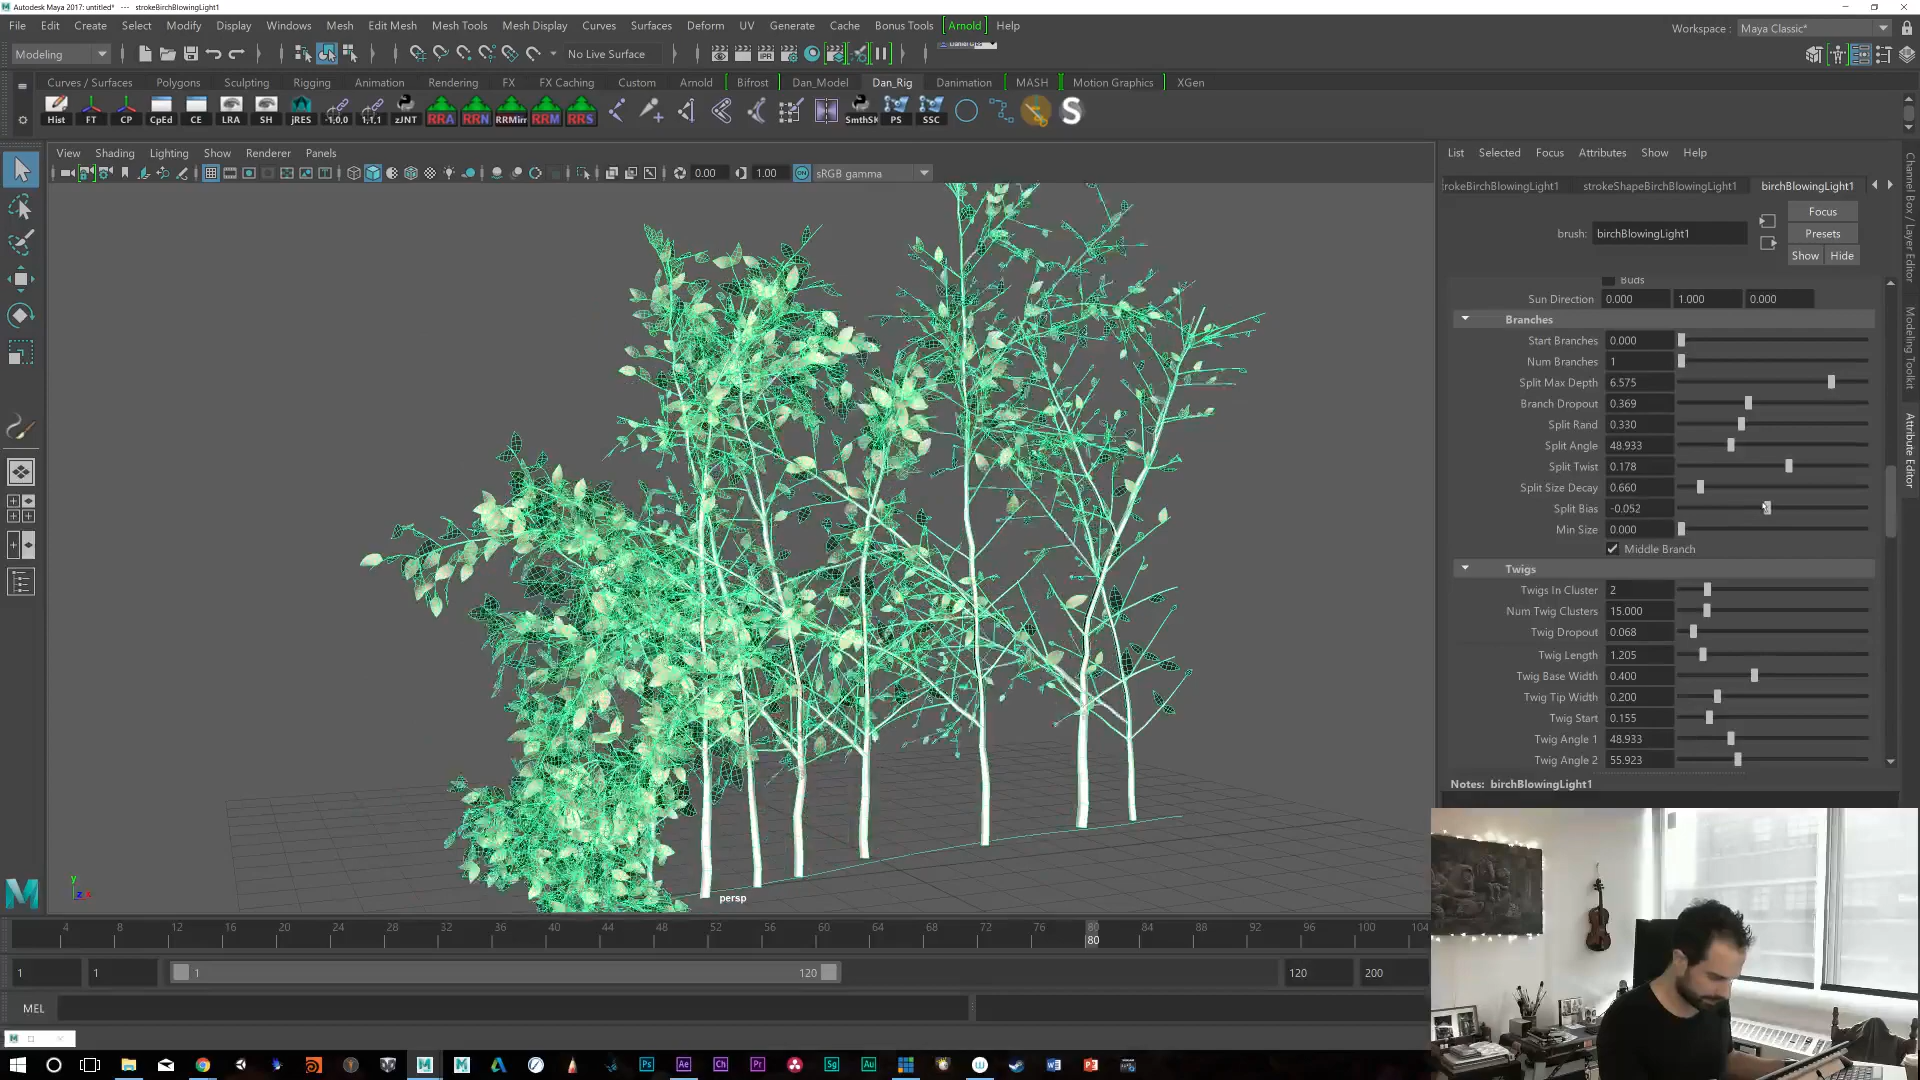 Autodesk Maya 2017: untitled* --- strokeBirchBlowingLight1
File Edit Create Select Modify Display Windows Mesh Edit Mesh Mesh Tools Mesh Display Curves Surfaces Deform UV Generate Cache Bonus Tools Arnold Help
Workspace : Maya Classic*
Modeling No Live Surface
Curves / Surfaces Polygons Sculpting Rigging Animation Rendering FX FX Caching Custom Arnold Bifrost Dan_Model Dan_Rig Danimation MASH Motion Graphics XGen
Hist FT CP CpEd CE LRA SH jRES -1,0,0 1,1,1 zJNT RRA RRN RRMirr RRM RRS SmthSK PS SSC
View Shading Lighting Show Renderer Panels
0.00 1.00 ON sRGB gamma
persp
List Selected Focus Attributes Show Help
rokeBirchBlowingLight1 strokeShapeBirchBlowingLight1 birchBlowingLight1
Focus
brush: birchBlowingLight1 Presets
Show Hide
Buds
Sun Direction 0.000 1.000 0.000
Branches
Start Branches 0.000
Num Branches 1
Split Max Depth 6.575
Branch Dropout 0.369
Split Rand 0.330
Split Angle 48.933
Split Twist 0.178
Split Size Decay 0.660
Split Bias -0.052
Min Size 0.000
Middle Branch
Twigs
Twigs In Cluster 2
Num Twig Clusters 15.000
Twig Dropout 0.068
Twig Length 1.205
Twig Base Width 0.400
Twig Tip Width 0.200
Twig Start 0.155
Twig Angle 1 48.933
Twig Angle 2 55.923
Notes: birchBlowingLight1
Channel Box / Layer Editor
Modeling Toolkit
Attribute Editor
4 8 12 16 20 24 28 32 36 40 44 48 52 56 60 64 68 72 76 80 84 88 92 96 100 104
80
1 1 1 120 120 200
MEL